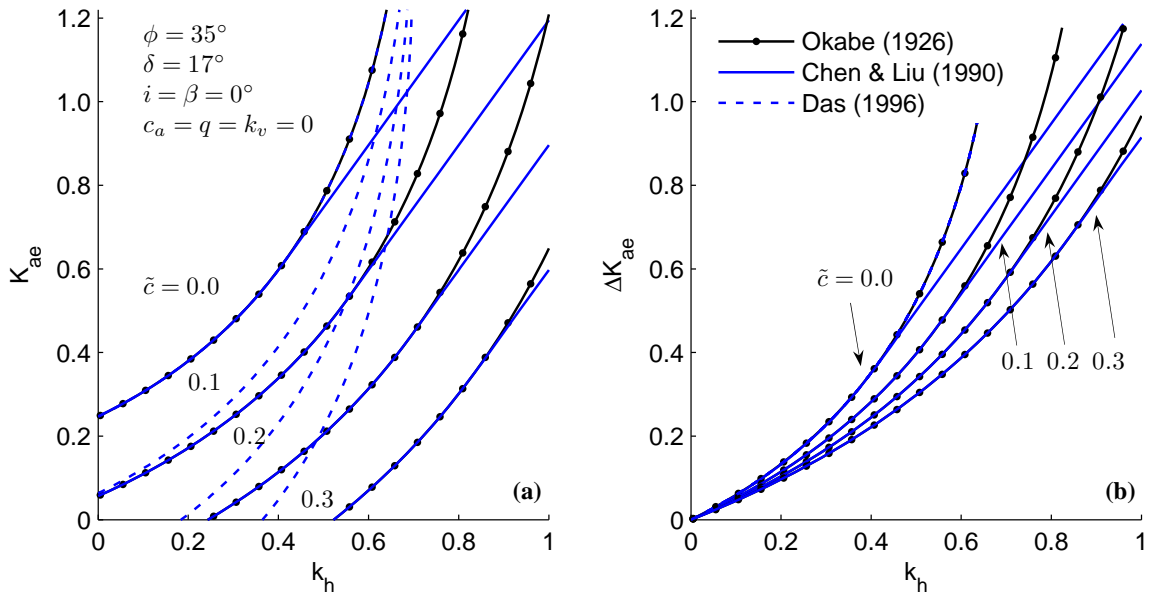 1.2
1.0
0.8
0.6
0.4
0.2
0
K_ae
ϕ = 35°
δ = 17°
i = β = 0°
c_a = q = k_v = 0
c̃ = 0.0
0.1
0.2
0.3
(a)
0 0.2 0.4 0.6 0.8 1
k_h
1.2
1.0
0.8
0.6
0.4
0.2
0
ΔK_ae
Okabe (1926)
Chen & Liu (1990)
Das (1996)
c̃ = 0.0
0.1 0.2 0.3
(b)
0 0.2 0.4 0.6 0.8 1
k_h